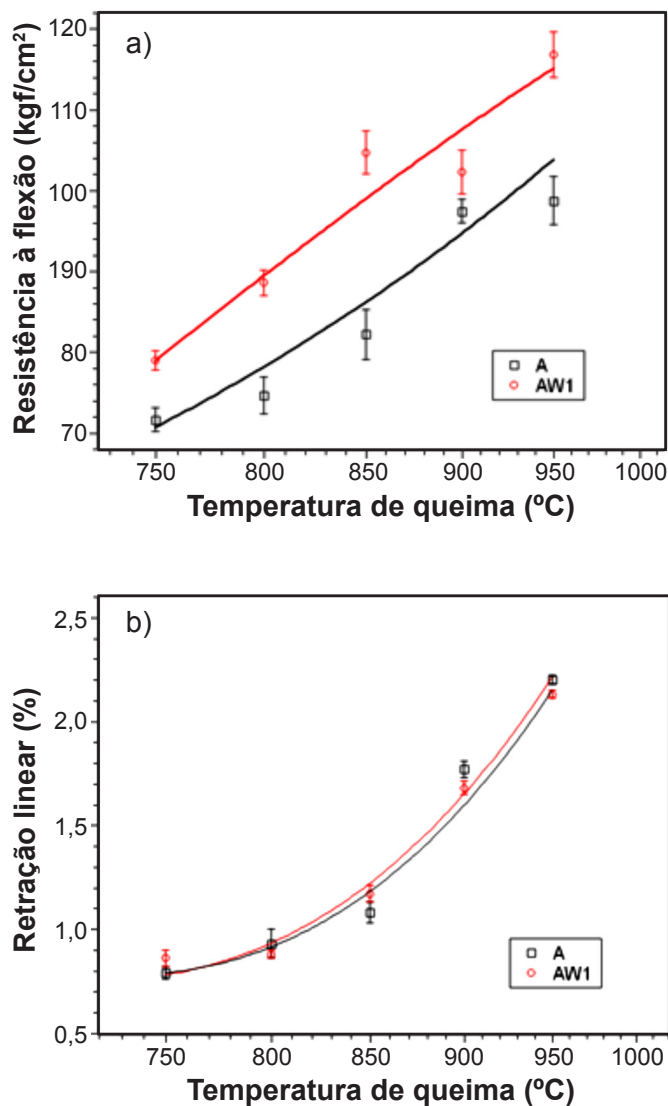 a)
Resistência à flexão (kgf/cm²)
120
110
100
190
80
70
A
AW1
750 800 850 900 950 1000
Temperatura de queima (ºC)
b)
Retração linear (%)
2,5
2,0
1,5
1,0
0,5
A
AW1
750 800 850 900 950 1000
Temperatura de queima (ºC)